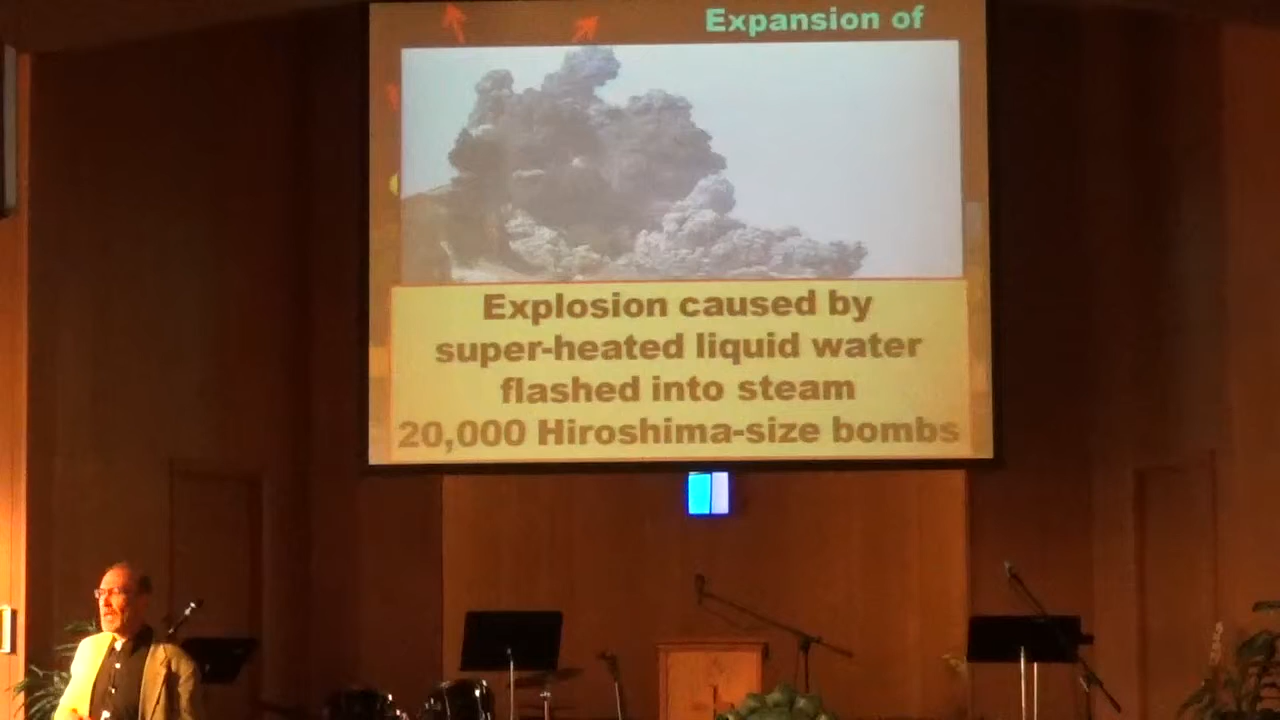 Expansion of
Explosion caused by
super-heated liquid water
flashed into steam
20,000 Hiroshima-size bombs